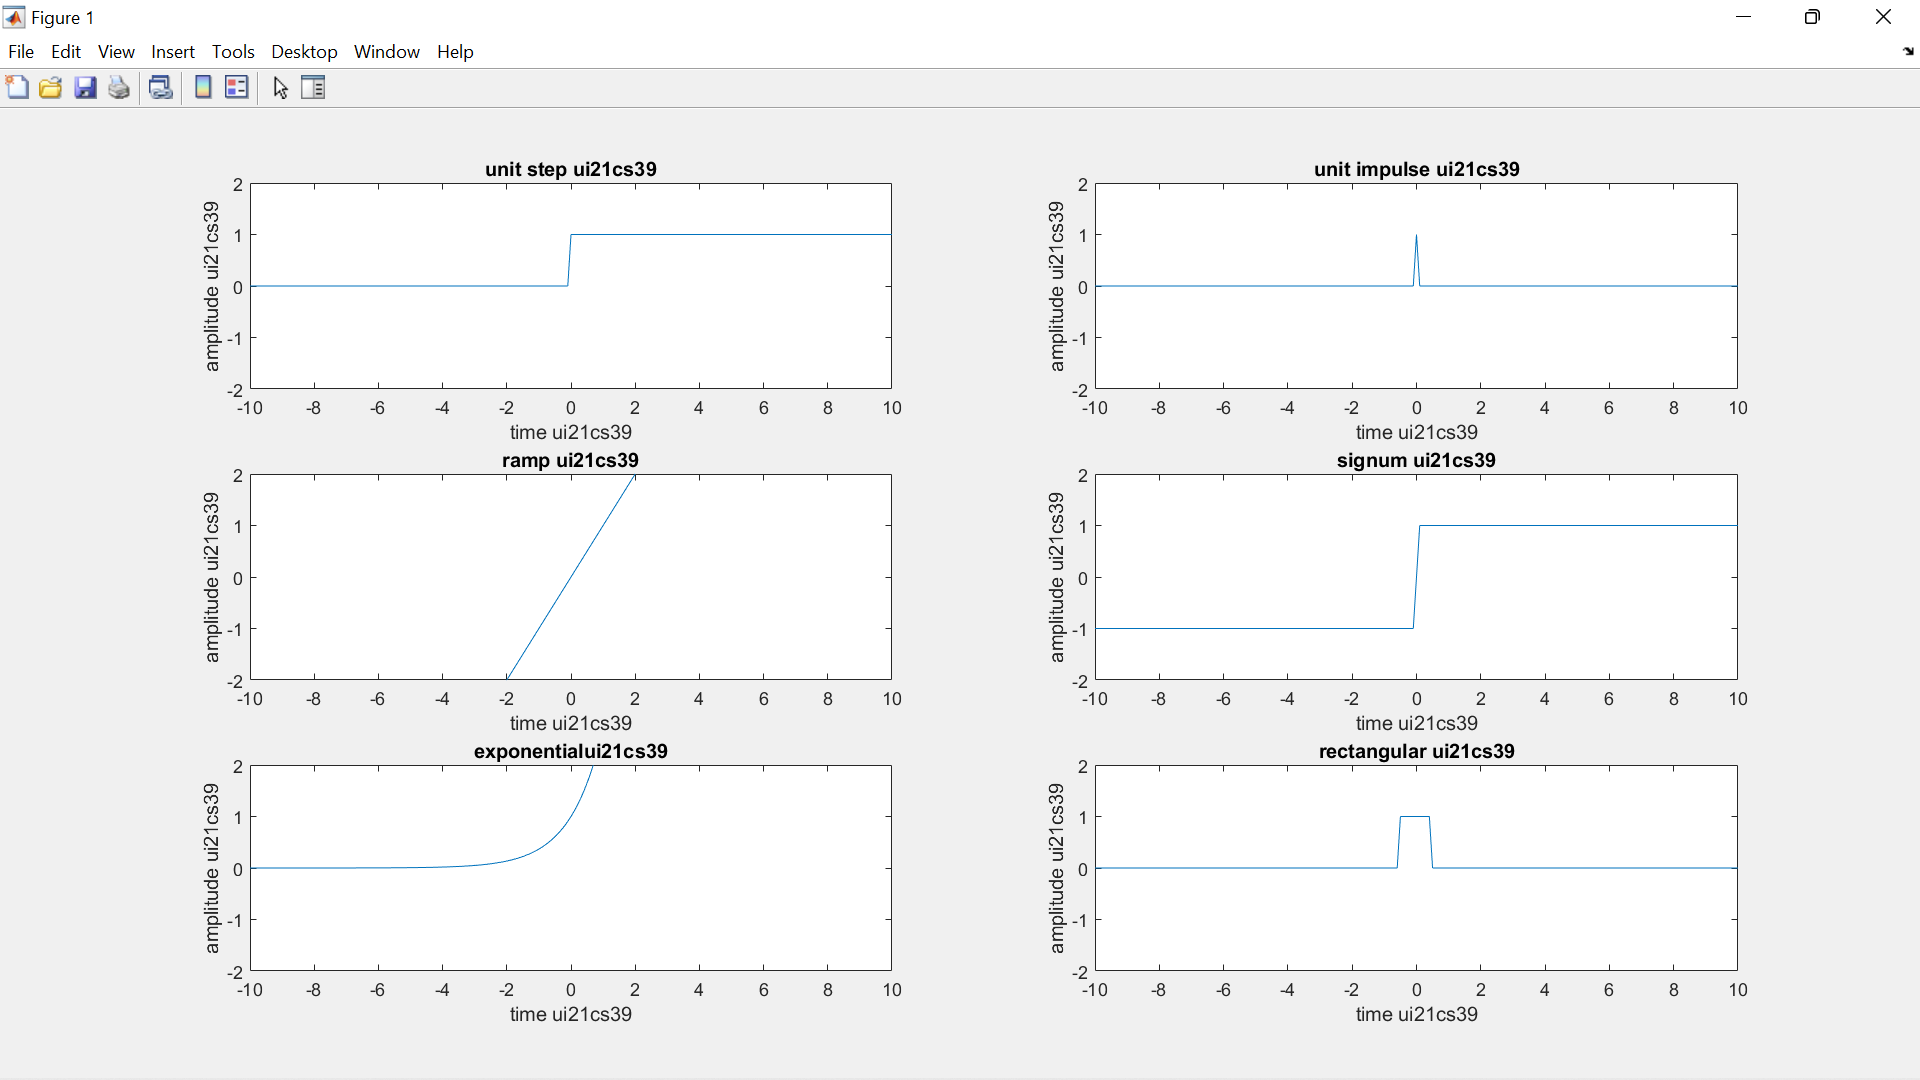 Figure 1
File Edit View Insert Tools Desktop Window Help
unit step ui21cs39
amplitude ui21cs39
2
1
0
-1
-2
-10 -8 -6 -4 -2 0 2 4 6 8 10
time ui21cs39
unit impulse ui21cs39
amplitude ui21cs39
2
1
0
-1
-2
-10 -8 -6 -4 -2 0 2 4 6 8 10
time ui21cs39
ramp ui21cs39
amplitude ui21cs39
2
1
0
-1
-2
-10 -8 -6 -4 -2 0 2 4 6 8 10
time ui21cs39
signum ui21cs39
amplitude ui21cs39
2
1
0
-1
-2
-10 -8 -6 -4 -2 0 2 4 6 8 10
time ui21cs39
exponentialui21cs39
amplitude ui21cs39
2
1
0
-1
-2
-10 -8 -6 -4 -2 0 2 4 6 8 10
time ui21cs39
rectangular ui21cs39
amplitude ui21cs39
2
1
0
-1
-2
-10 -8 -6 -4 -2 0 2 4 6 8 10
time ui21cs39